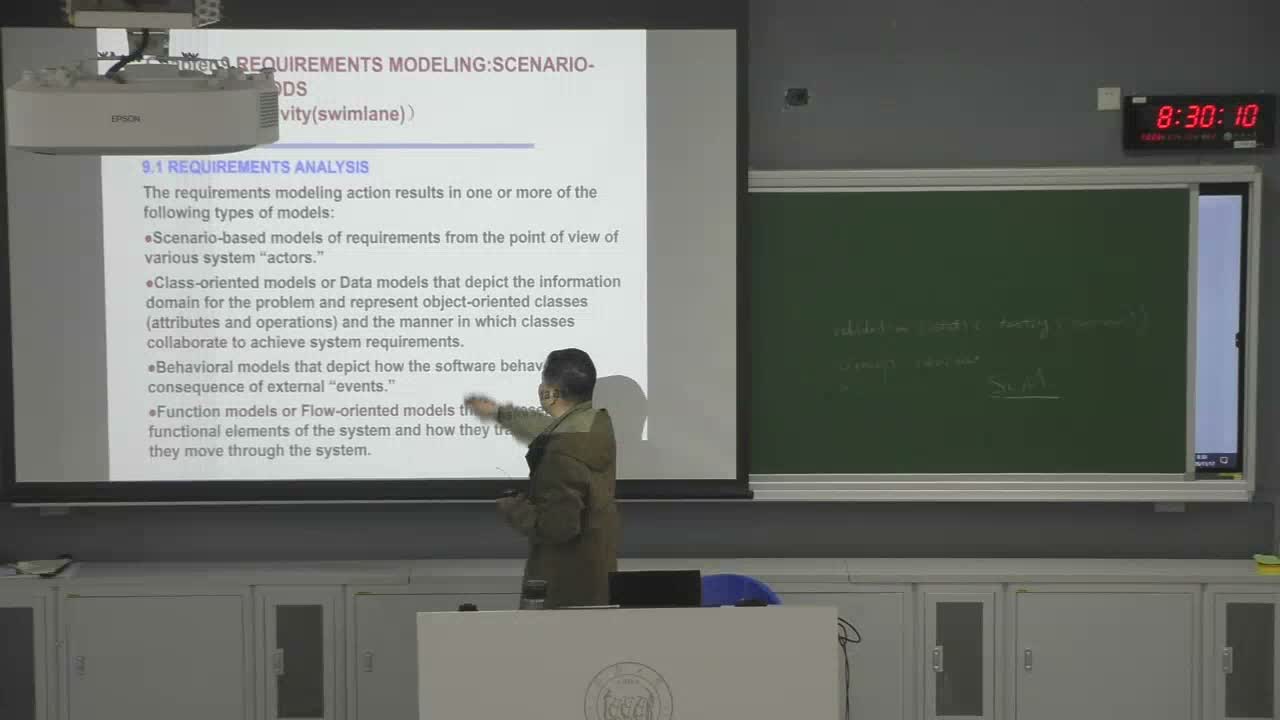 REQUIREMENTS MODELING:SCENARIO-
ODS
vity(swimlane)）
EPSON
9.1 REQUIREMENTS ANALYSIS
The requirements modeling action results in one or more of the
following types of models:
●Scenario-based models of requirements from the point of view of
various system “actors.”
●Class-oriented models or Data models that depict the information
domain for the problem and represent object-oriented classes
(attributes and operations) and the manner in which classes
collaborate to achieve system requirements.
●Behavioral models that depict how the software behav
consequence of external “events.”
●Function models or Flow-oriented models th
functional elements of the system and how they tra
they move through the system.
8:30:10